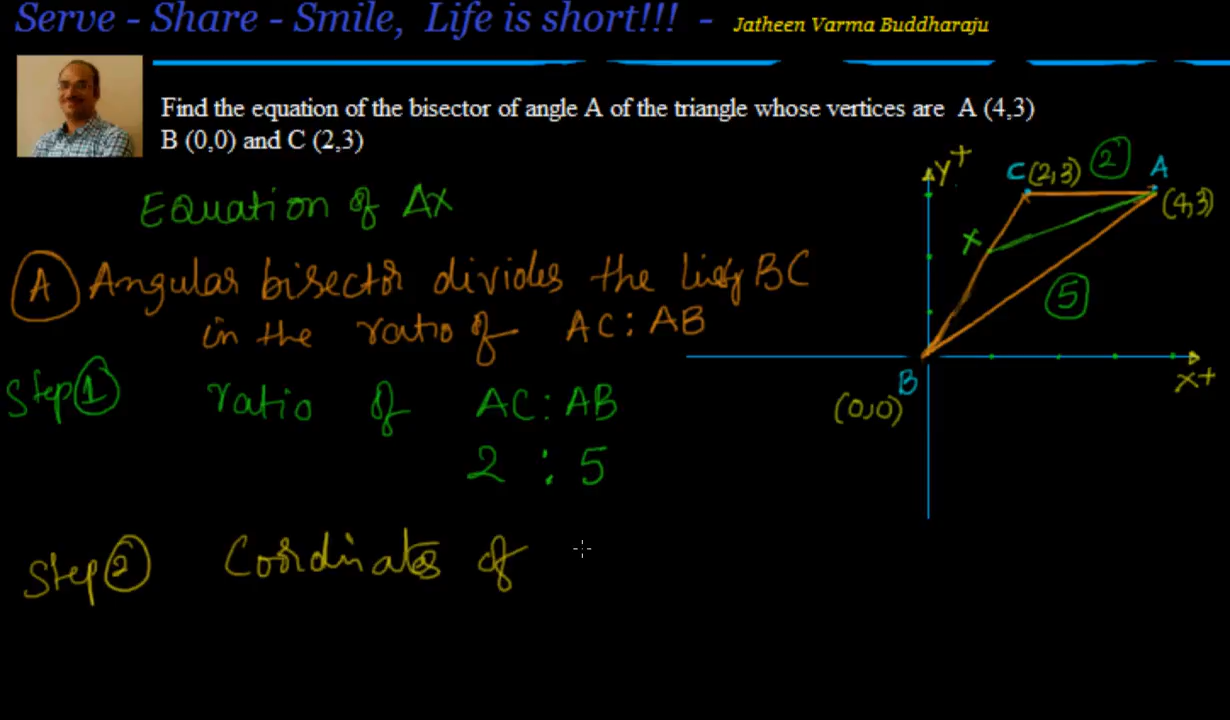 Serve - Share - Smile, Life is short!!! - Jatheen Varma Buddharaju
Find the equation of the bisector of angle A of the triangle whose vertices are A (4,3)
B (0,0) and C (2,3)
Equation of AX
A Angular bisector divides the line BC
in the ratio of AC : AB
Step 1 ratio of AC : AB
2 : 5
Step 2 Coordinates of
y+
C (2,3) 2 A
(4,3)
X
5
B
X+
(0,0)